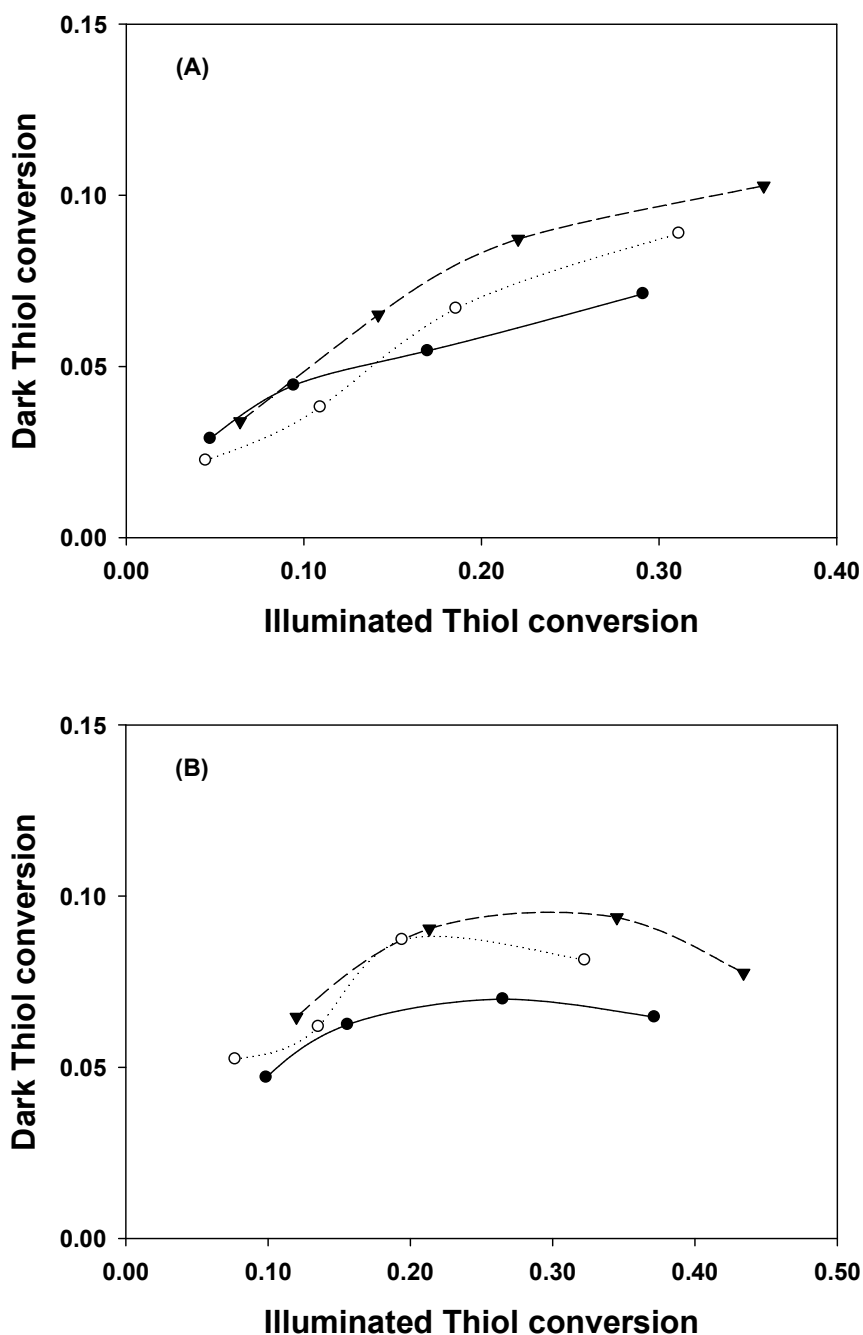 0.15
(A)
0.10
0.05
0.00
Dark Thiol conversion
0.00 0.10 0.20 0.30 0.40
Illuminated Thiol conversion
0.15
(B)
0.10
0.05
0.00
Dark Thiol conversion
0.00 0.10 0.20 0.30 0.40 0.50
Illuminated Thiol conversion